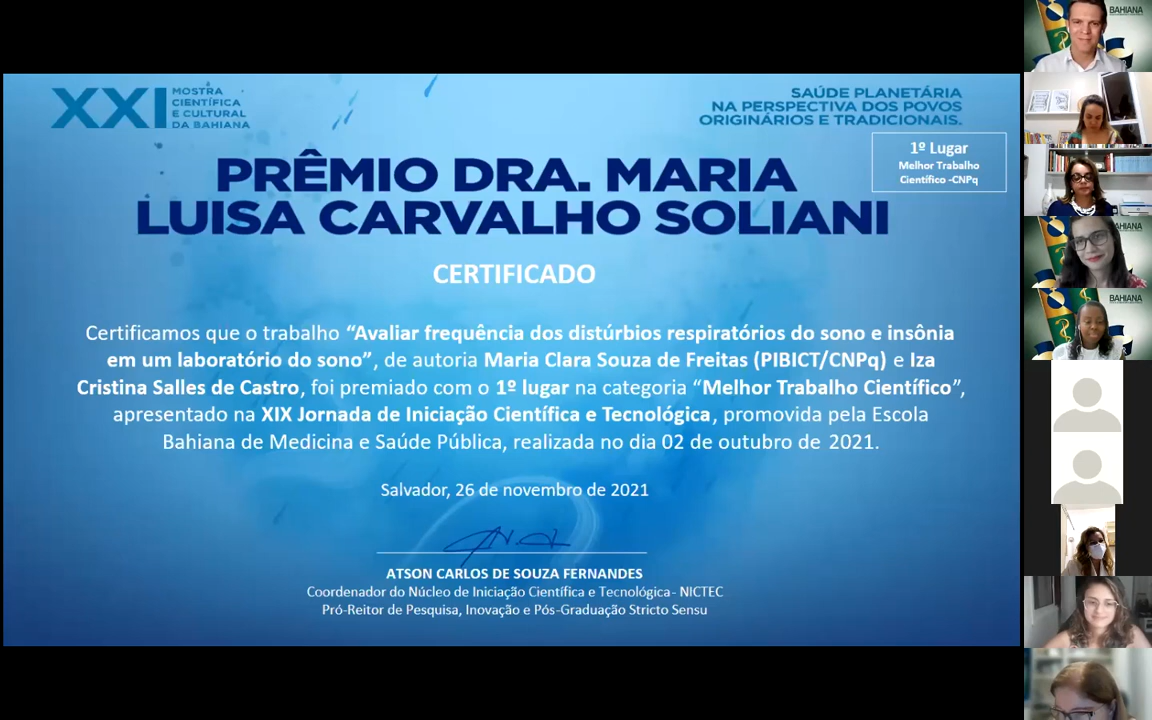 XXI
MOSTRA
CIENTÍFICA
E CULTURAL
DA BAHIANA
SAÚDE PLANETÁRIA
NA PERSPECTIVA DOS POVOS
ORIGINÁRIOS E TRADICIONAIS.
1º Lugar
Melhor Trabalho
Científico -CNPq
PRÊMIO DRA. MARIA
LUISA CARVALHO SOLIANI
CERTIFICADO
Certificamos que o trabalho “Avaliar frequência dos distúrbios respiratórios do sono e insônia
em um laboratório do sono”, de autoria Maria Clara Souza de Freitas (PIBICT/CNPq) e Iza
Cristina Salles de Castro, foi premiado com o 1º lugar na categoria “Melhor Trabalho Científico”,
apresentado na XIX Jornada de Iniciação Científica e Tecnológica, promovida pela Escola
Bahiana de Medicina e Saúde Pública, realizada no dia 02 de outubro de 2021.
Salvador, 26 de novembro de 2021
ATSON CARLOS DE SOUZA FERNANDES
Coordenador do Núcleo de Iniciação Científica e Tecnológica- NICTEC
Pró-Reitor de Pesquisa, Inovação e Pós-Graduação Stricto Sensu
BAHIANA
BAHIANA
BAHIANA